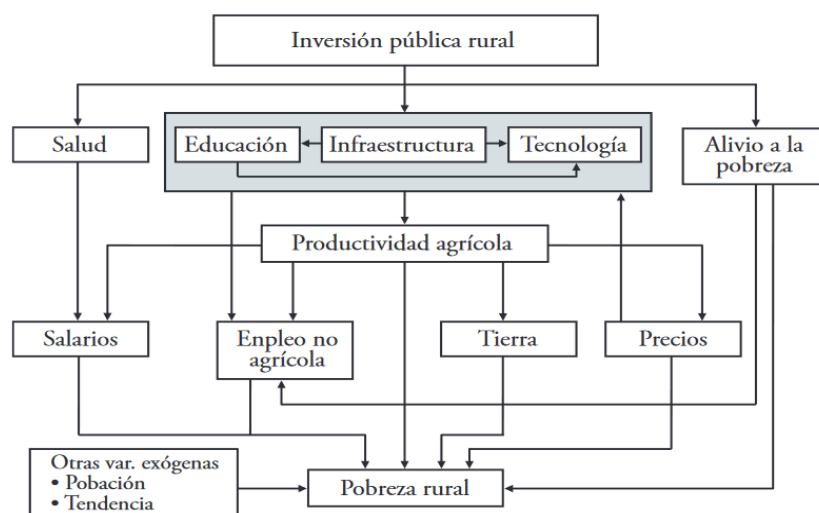 Inversión pública rural
Salud
Educación
Infraestructura
Tecnología
Alivio a la
pobreza
Productividad agrícola
Salarios
Enpleo no
agrícola
Tierra
Precios
Otras var. exógenas
• Pobación
• Tendencia
Pobreza rural